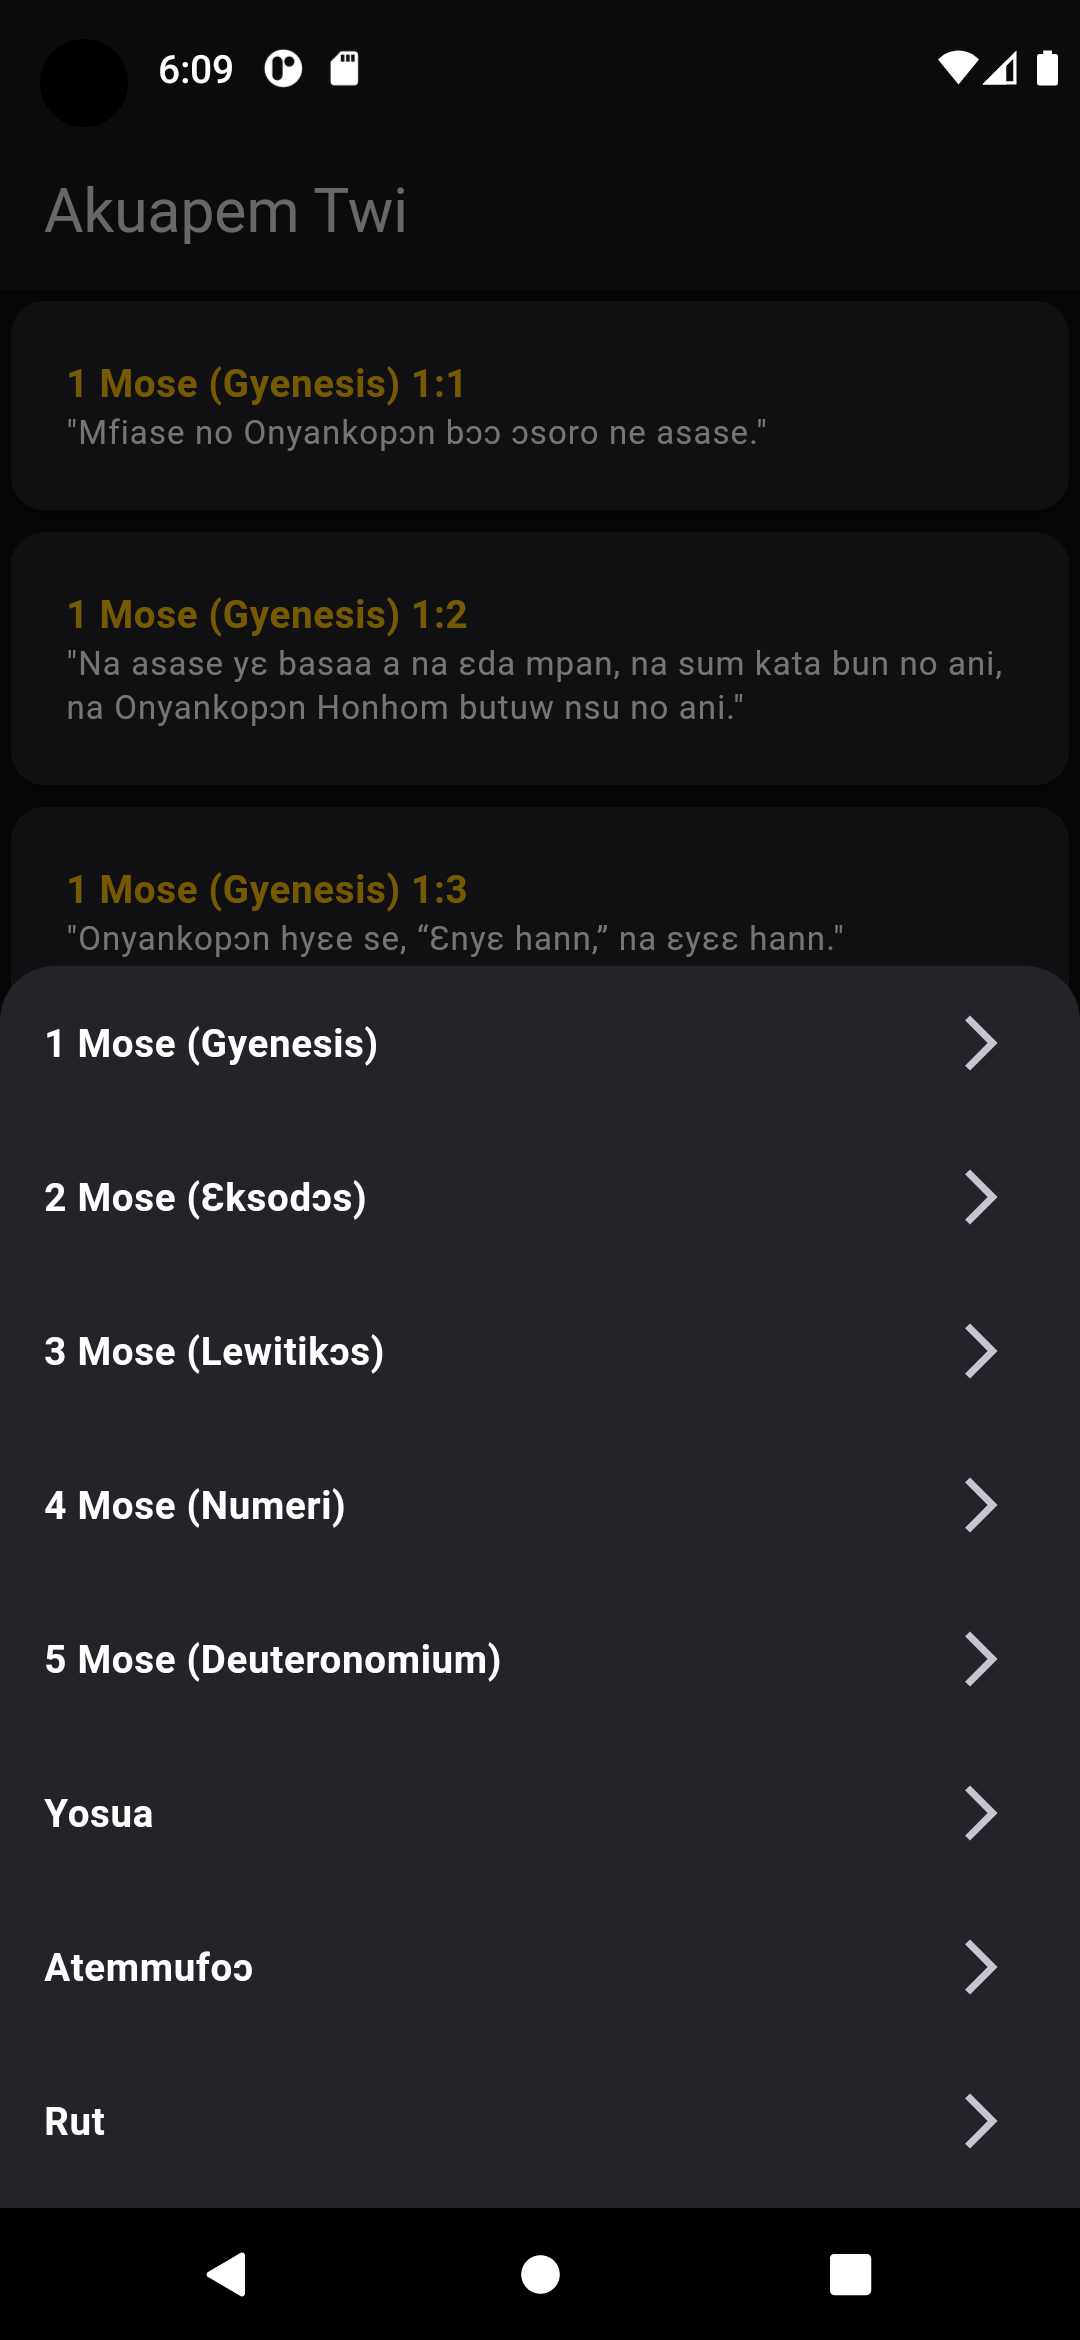 6:09
Akuapem Twi
1 Mose (Gyenesis) 1:1
"Mfiase no Onyankopɔn bɔɔ ɔsoro ne asase."
1 Mose (Gyenesis) 1:2
"Na asase yɛ basaa a na ɛda mpan, na sum kata bun no ani,
na Onyankopɔn Honhom butuw nsu no ani."
1 Mose (Gyenesis) 1:3
"Onyankopɔn hyɛe se, “Ɛnyɛ hann,” na ɛyɛɛ hann."
1 Mose (Gyenesis)
2 Mose (Ɛksodɔs)
3 Mose (Lewitikɔs)
4 Mose (Numeri)
5 Mose (Deuteronomium)
Yosua
Atemmufoɔ
Rut